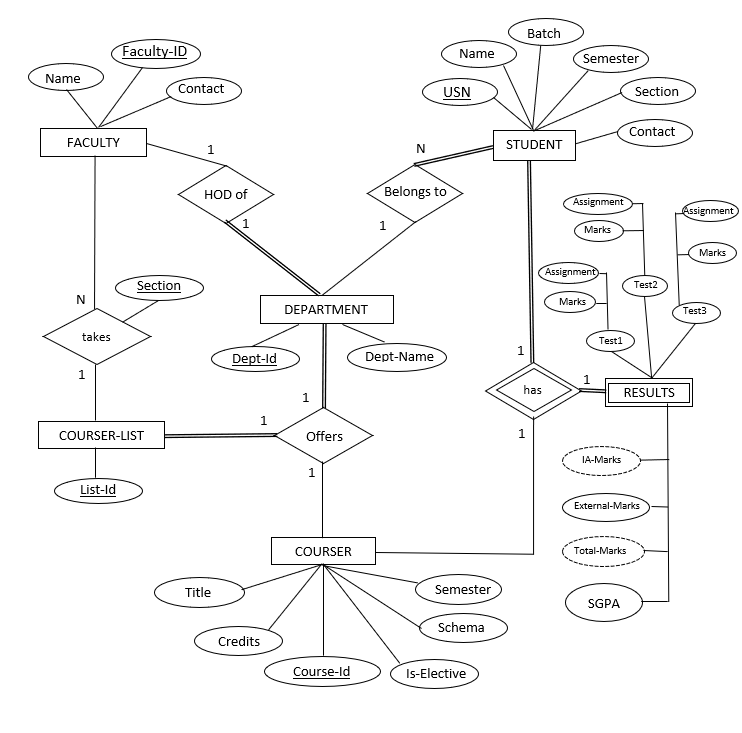 Batch
Faculty-ID
Name
Semester
Name
Contact
USN
Section
Contact
FACULTY
STUDENT
1
N
HOD of
Belongs to
Assignment
Assignment
1
1
Marks
Marks
Assignment
Section
Test2
N
Marks
DEPARTMENT
Test3
takes
Test1
Dept-Id
Dept-Name
1
1
1
has
RESULTS
1
1
COURSER-LIST
Offers
1
IA-Marks
1
List-Id
External-Marks
COURSER
Total-Marks
Title
Semester
SGPA
Schema
Credits
Course-Id
Is-Elective